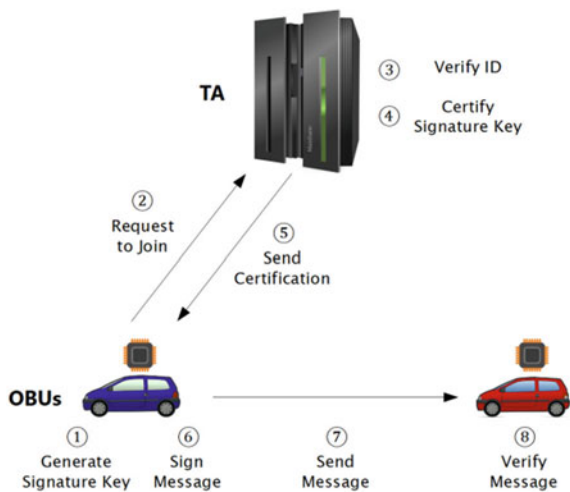 TA
③ Verify ID
④ Certify
Signature Key
②
Request
to Join
⑤
Send
Certification
OBUs
①
Generate
Signature Key
⑥
Sign
Message
⑦
Send
Message
⑧
Verify
Message